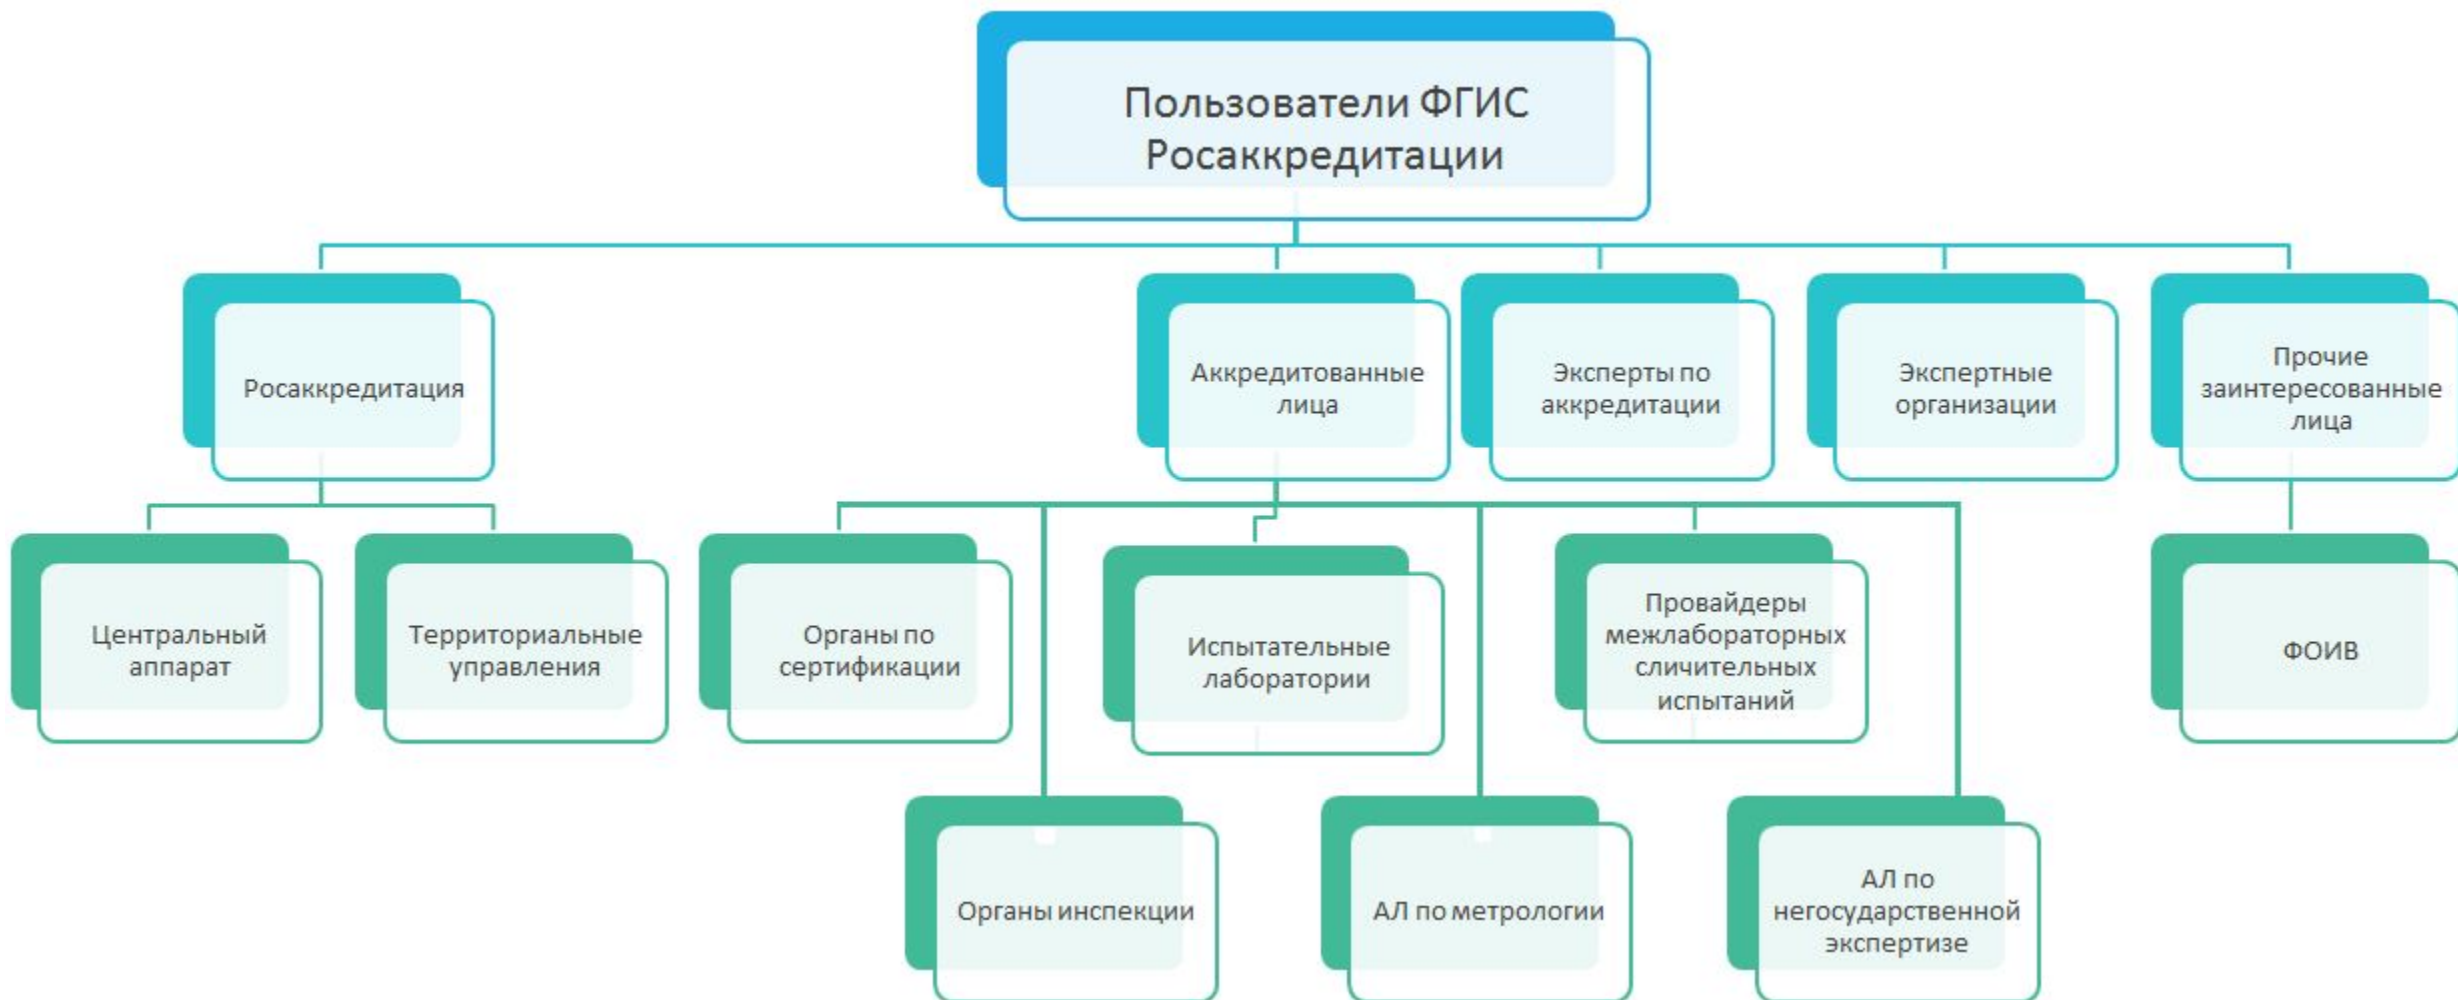 Пользователи ФГИС
Росаккредитации
Росаккредитация
Аккредитованные
лица
Эксперты по
аккредитации
Экспертные
организации
Прочие
заинтересованные
лица
Центральный
аппарат
Территориальные
управления
Органы по
сертификации
Испытательные
лаборатории
Провайдеры
межлабораторных
сличительных
испытаний
ФОИВ
Органы инспекции
АЛ по метрологии
АЛ по
негосударственной
экспертизе